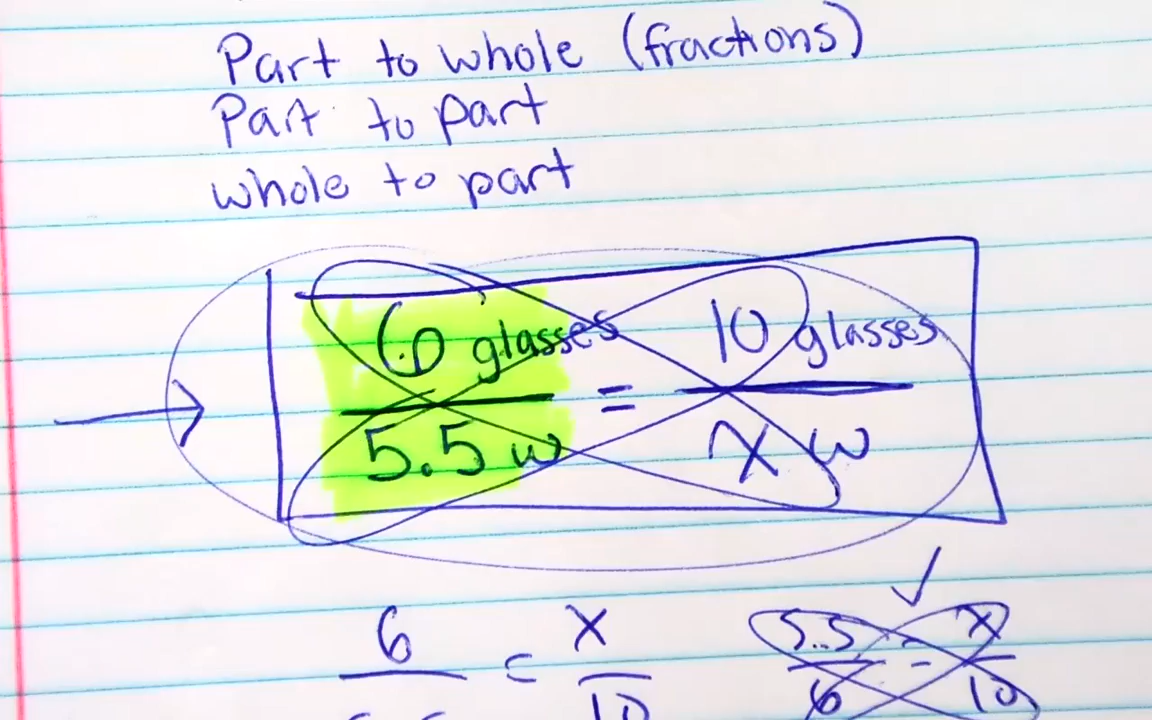 Part to whole (fractions)
Part to part
whole to part
6 glasses = 10 glasses
5.5 w x w
6 = x
10
5.5 = x
6 10